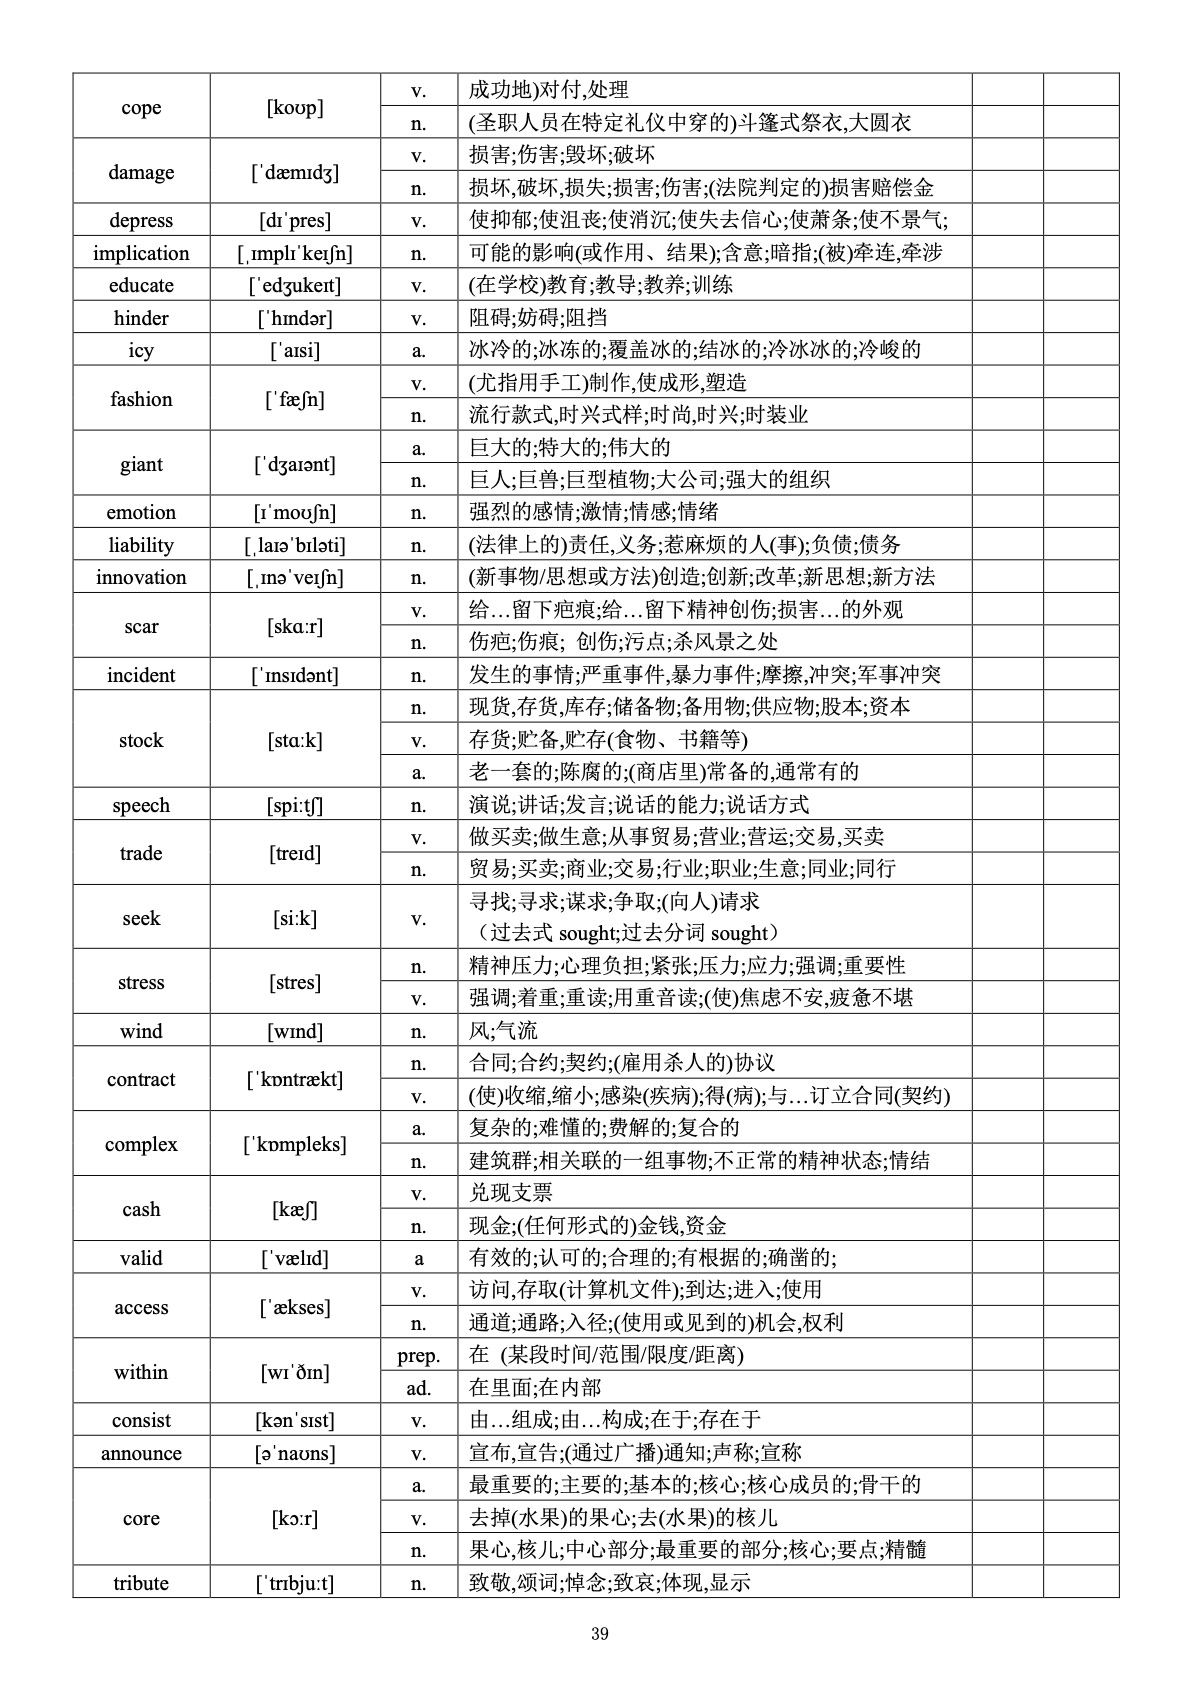 cope [koʊp] v. 成功地)对付,处理
n. (圣职人员在特定礼仪中穿的)斗篷式祭衣,大圆衣
damage [ˈdæmɪdʒ] v. 损害;伤害;毁坏;破坏
n. 损坏,破坏,损失;损害;伤害;(法院判定的)损害赔偿金
depress [dɪˈpres] v. 使抑郁;使沮丧;使消沉;使失去信心;使萧条;使不景气;
implication [ˌɪmplɪˈkeɪʃn] n. 可能的影响(或作用、结果);含意;暗指;(被)牵连,牵涉
educate [ˈedʒukeɪt] v. (在学校)教育;教导;教养;训练
hinder [ˈhɪndər] v. 阻碍;妨碍;阻挡
icy [ˈaɪsi] a. 冰冷的;冰冻的;覆盖冰的;结冰的;冷冰冰的;冷峻的
fashion [ˈfæʃn] v. (尤指用手工)制作,使成形,塑造
n. 流行款式,时兴式样;时尚,时兴;时装业
giant [ˈdʒaɪənt] a. 巨大的;特大的;伟大的
n. 巨人;巨兽;巨型植物;大公司;强大的组织
emotion [ɪˈmoʊʃn] n. 强烈的感情;激情;情感;情绪
liability [ˌlaɪəˈbɪləti] n. (法律上的)责任,义务;惹麻烦的人(事);负债;债务
innovation [ˌɪnəˈveɪʃn] n. (新事物/思想或方法)创造;创新;改革;新思想;新方法
scar [skɑːr] v. 给…留下疤痕;给…留下精神创伤;损害…的外观
n. 伤疤;伤痕; 创伤;污点;杀风景之处
incident [ˈɪnsɪdənt] n. 发生的事情;严重事件,暴力事件;摩擦,冲突;军事冲突
stock [stɑːk] n. 现货,存货,库存;储备物;备用物;供应物;股本;资本
v. 存货;贮备,贮存(食物、书籍等)
a. 老一套的;陈腐的;(商店里)常备的,通常有的
speech [spiːtʃ] n. 演说;讲话;发言;说话的能力;说话方式
trade [treɪd] v. 做买卖;做生意;从事贸易;营业;营运;交易,买卖
n. 贸易;买卖;商业;交易;行业;职业;生意;同业;同行
seek [siːk] v. 寻找;寻求;谋求;争取;(向人)请求
（过去式 sought;过去分词 sought）
stress [stres] n. 精神压力;心理负担;紧张;压力;应力;强调;重要性
v. 强调;着重;重读;用重音读;(使)焦虑不安,疲惫不堪
wind [wɪnd] n. 风;气流
contract [ˈkɒntrækt] n. 合同;合约;契约;(雇用杀人的)协议
v. (使)收缩,缩小;感染(疾病);得(病);与…订立合同(契约)
complex [ˈkɒmpleks] a. 复杂的;难懂的;费解的;复合的
n. 建筑群;相关联的一组事物;不正常的精神状态;情结
cash [kæʃ] v. 兑现支票
n. 现金;(任何形式的)金钱,资金
valid [ˈvælɪd] a 有效的;认可的;合理的;有根据的;确凿的;
access [ˈækses] v. 访问,存取(计算机文件);到达;进入;使用
n. 通道;通路;入径;(使用或见到的)机会,权利
within [wɪˈðɪn] prep. 在 (某段时间/范围/限度/距离)
ad. 在里面;在内部
consist [kənˈsɪst] v. 由…组成;由…构成;在于;存在于
announce [əˈnaʊns] v. 宣布,宣告;(通过广播)通知;声称;宣称
core [kɔːr] a. 最重要的;主要的;基本的;核心;核心成员的;骨干的
v. 去掉(水果)的果心;去(水果)的核儿
n. 果心,核儿;中心部分;最重要的部分;核心;要点;精髓
tribute [ˈtrɪbjuːt] n. 致敬,颂词;悼念;致哀;体现,显示
39